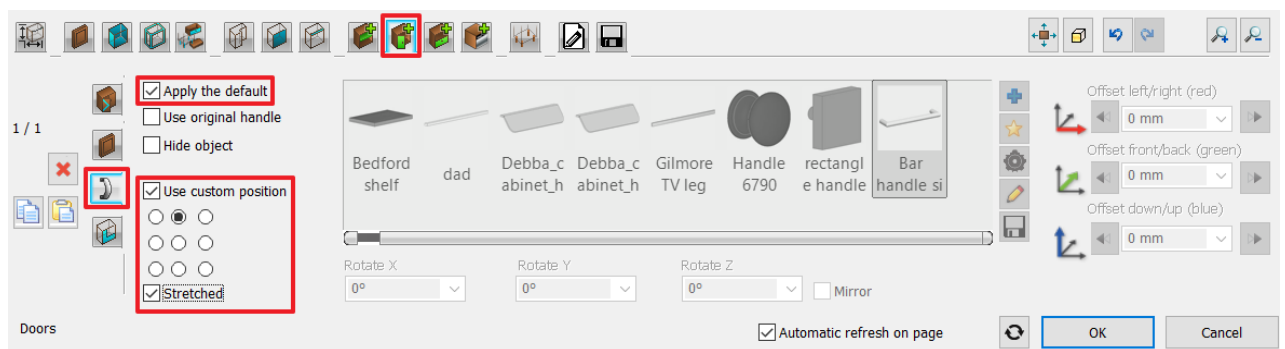 Apply the default
Use original handle
Hide object
1 / 1
Use custom position
Stretched
Bedford
shelf
dad
Debba_c
abinet_h
Debba_c
abinet_h
Gilmore
TV leg
Handle
6790
rectangl
e handle
Bar
handle si
Rotate X
0°
Rotate Y
0°
Rotate Z
0°
Mirror
Offset left/right (red)
0 mm
Offset front/back (green)
0 mm
Offset down/up (blue)
0 mm
Doors
Automatic refresh on page
OK
Cancel